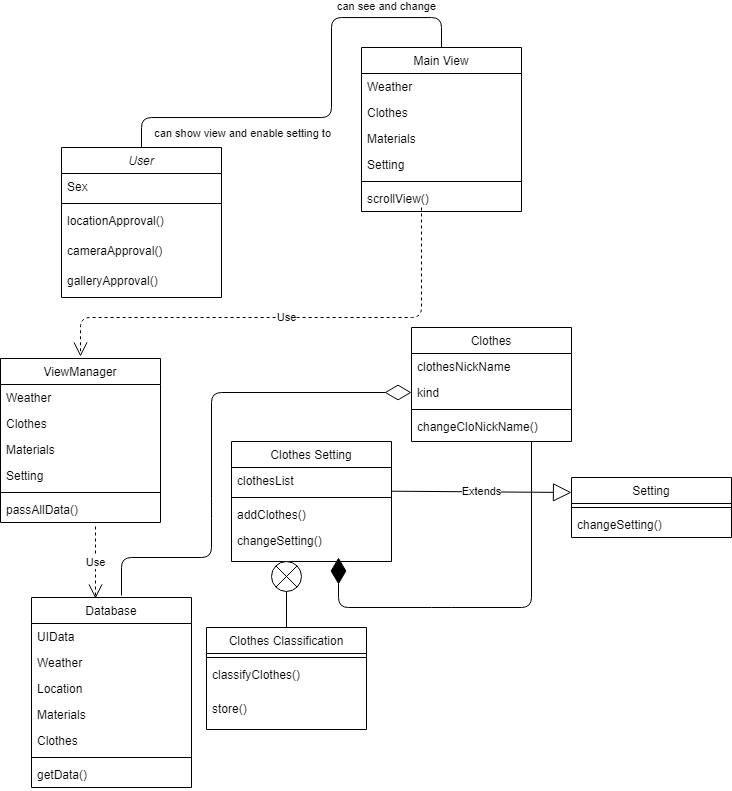 can see and change
Main View
Weather
Clothes
Materials
Setting
scrollView()
can show view and enable setting to
User
Sex
locationApproval()
cameraApproval()
galleryApproval()
Use
ViewManager
Weather
Clothes
Materials
Setting
passAllData()
Clothes
clothesNickName
kind
changeCloNickName()
Clothes Setting
clothesList
addClothes()
changeSetting()
Extends
Setting
changeSetting()
Use
Database
UIData
Weather
Location
Materials
Clothes
getData()
Clothes Classification
classifyClothes()
store()